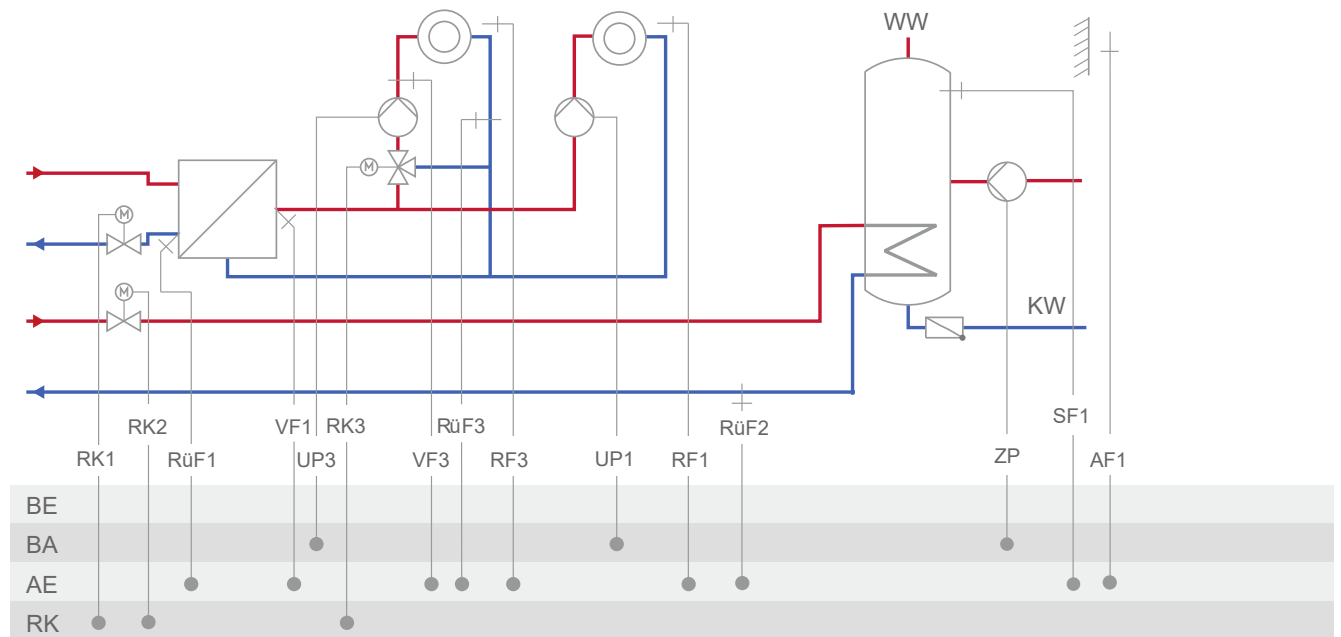 WW
M
M
M
KW
RK2
VF1
RK3
RüF3
RüF2
SF1
RK1
RüF1
UP3
VF3
RF3
UP1
RF1
ZP
AF1
BE
BA
AE
RK